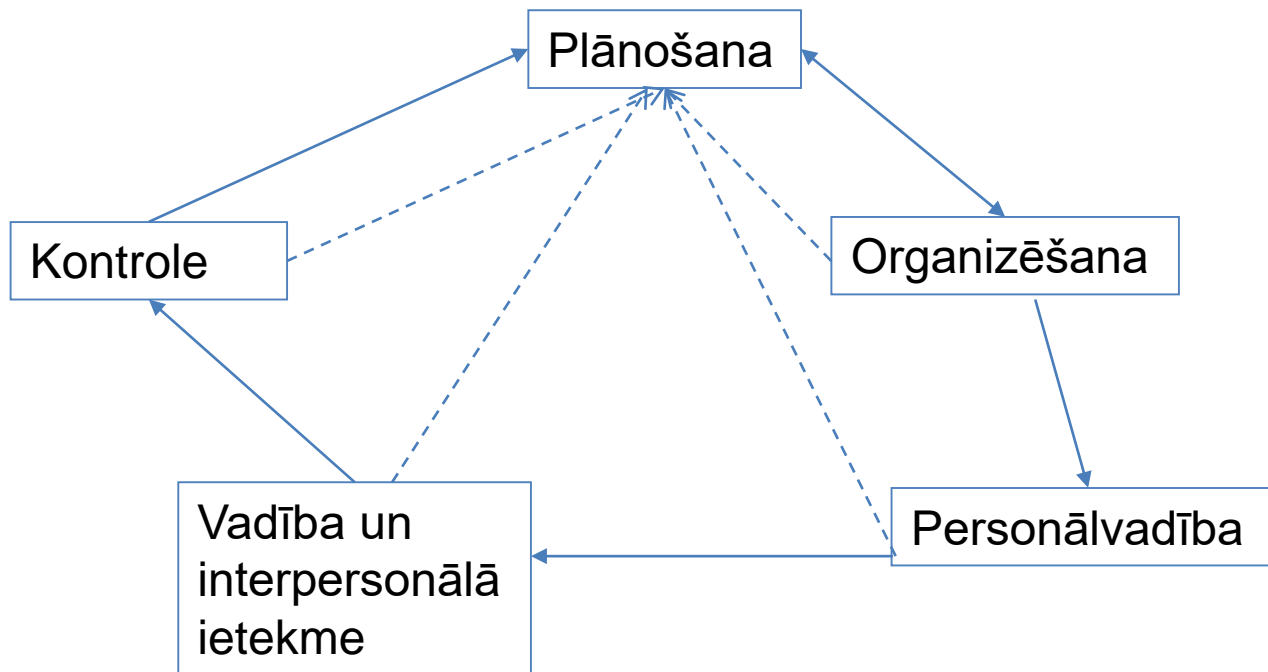 Plānošana
Kontrole
Organizēšana
Vadība un
interpersonālā
ietekme
Personālvadība